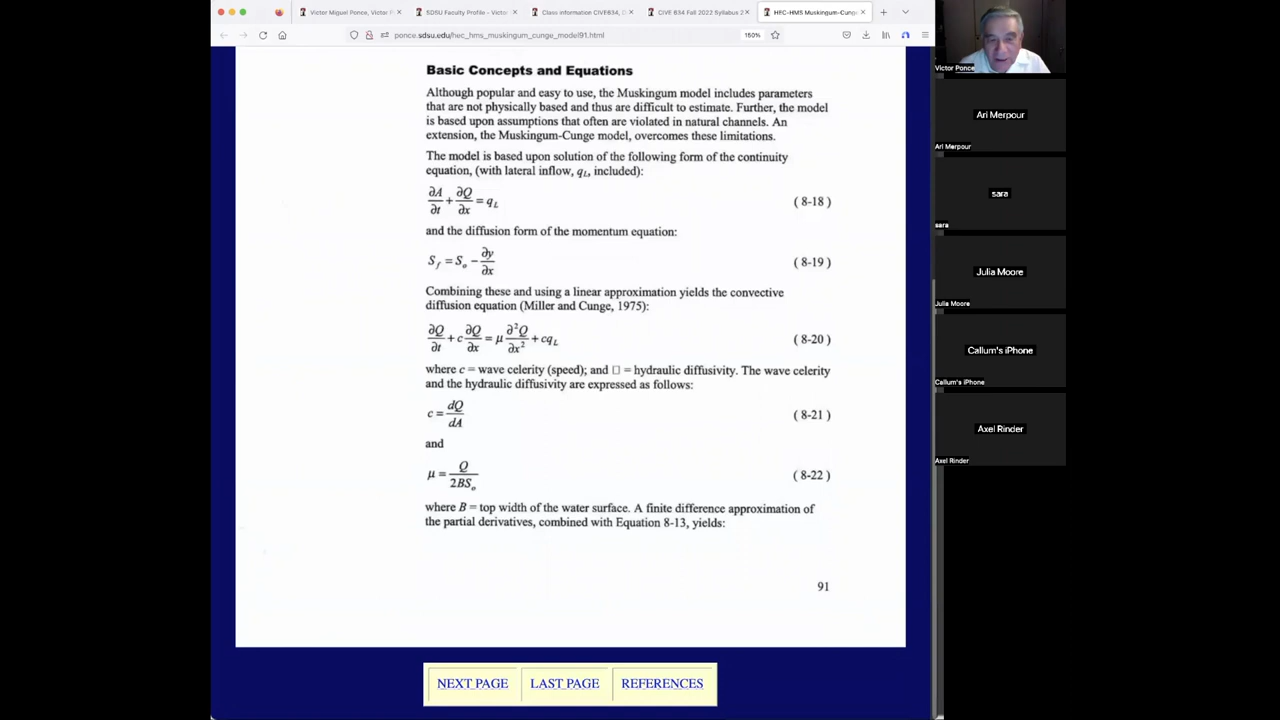 Victor Miguel Ponce, Victor P
SDSU Faculty Profile - Victor
Class information CIVE634, C
CIVE 634 Fall 2022 Syllabus 2
HEC-HMS Muskingum-Cunge
ponce.sdsu.edu/hec_hms_muskingum_cunge_model91.html
150%
Basic Concepts and Equations
Although popular and easy to use, the Muskingum model includes parameters
that are not physically based and thus are difficult to estimate. Further, the model
is based upon assumptions that often are violated in natural channels. An
extension, the Muskingum-Cunge model, overcomes these limitations.
The model is based upon solution of the following form of the continuity
equation, (with lateral inflow, qL, included):
∂A/∂t + ∂Q/∂x = qL ( 8-18 )
and the diffusion form of the momentum equation:
Sf = So − ∂y/∂x ( 8-19 )
Combining these and using a linear approximation yields the convective
diffusion equation (Miller and Cunge, 1975):
∂Q/∂t + c ∂Q/∂x = μ ∂²Q/∂x² + cqL ( 8-20 )
where c = wave celerity (speed); and □ = hydraulic diffusivity. The wave celerity
and the hydraulic diffusivity are expressed as follows:
c = dQ/dA ( 8-21 )
and
μ = Q/2BSo ( 8-22 )
where B = top width of the water surface. A finite difference approximation of
the partial derivatives, combined with Equation 8-13, yields:
91
NEXT PAGE LAST PAGE REFERENCES
Victor Ponce
Ari Merpour
Ari Merpour
sara
sara
Julia Moore
Julia Moore
Callum's iPhone
Callum's iPhone
Axel Rinder
Axel Rinder